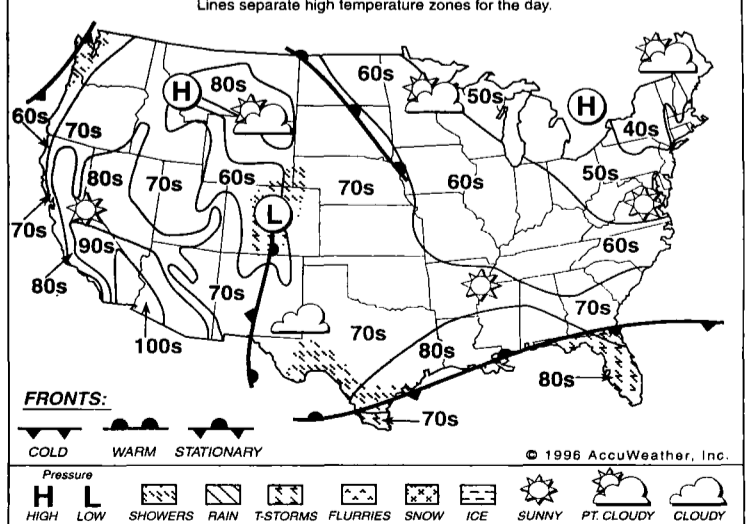 Lines separate high temperature zones for the day.
60s
80s
H
60s
50s
H
70s
40s
80s
70s
60s
70s
60s
50s
L
70s
90s
60s
80s
70s
70s
100s
70s
80s
80s
70s
FRONTS:
COLD WARM STATIONARY
© 1996 AccuWeather, Inc.
Pressure
H L
HIGH LOW SHOWERS RAIN T-STORMS FLURRIES SNOW ICE SUNNY PT. CLOUDY CLOUDY